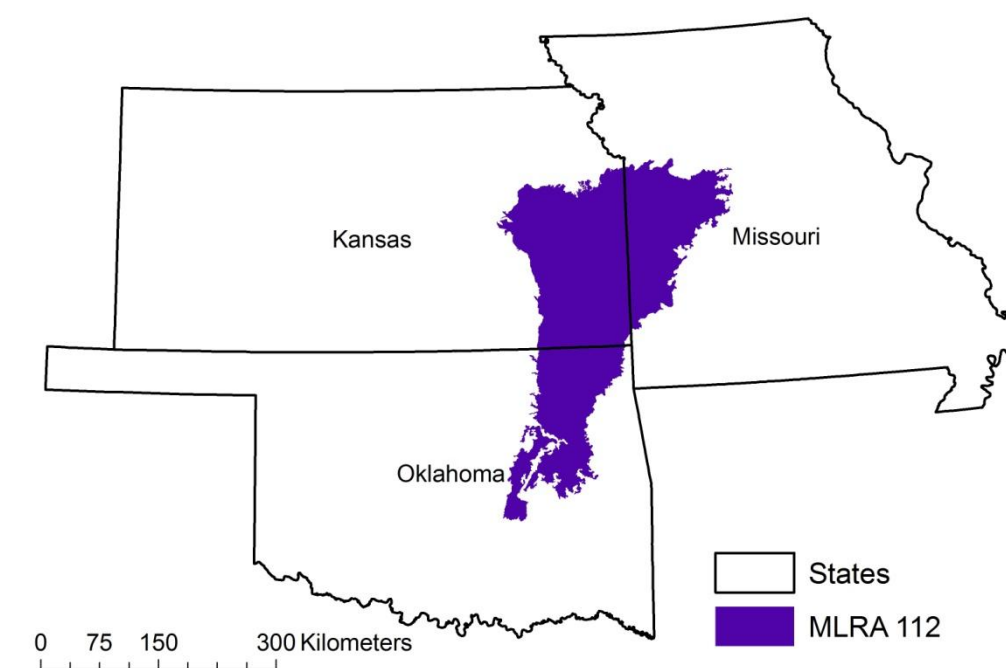 Kansas
Missouri
Oklahoma
States
MLRA 112
0 75 150 300 Kilometers